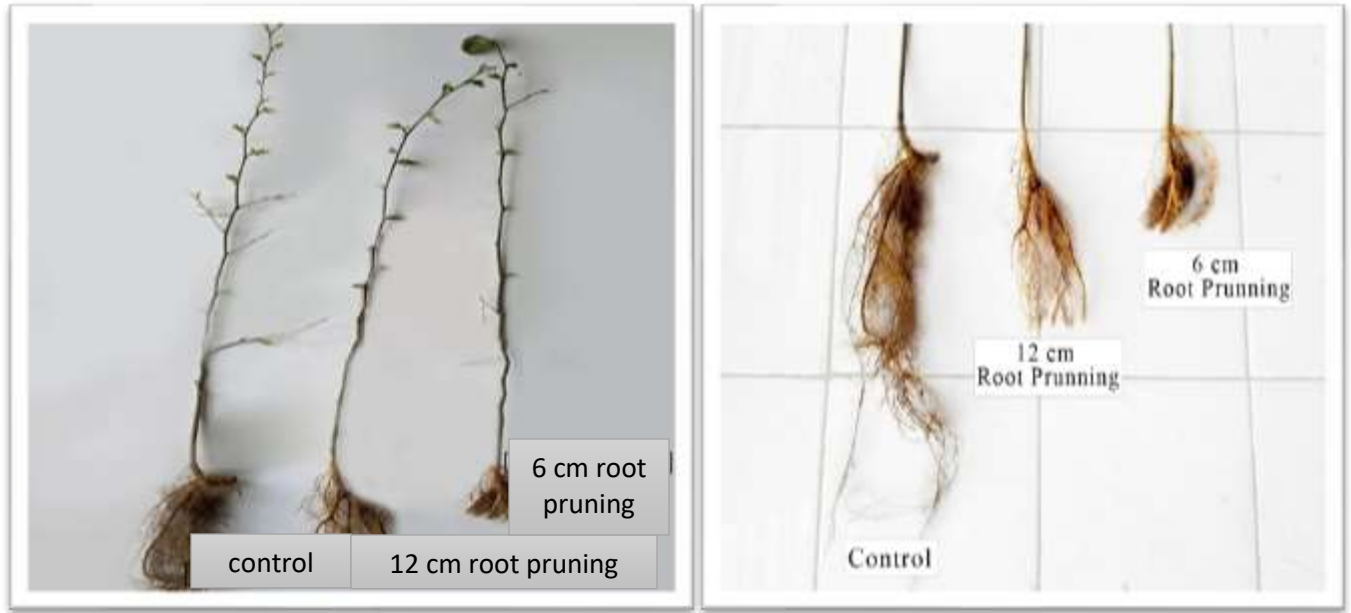 6 cm root
pruning
control
12 cm root pruning
6 cm
Root Prunning
12 cm
Root Prunning
Control